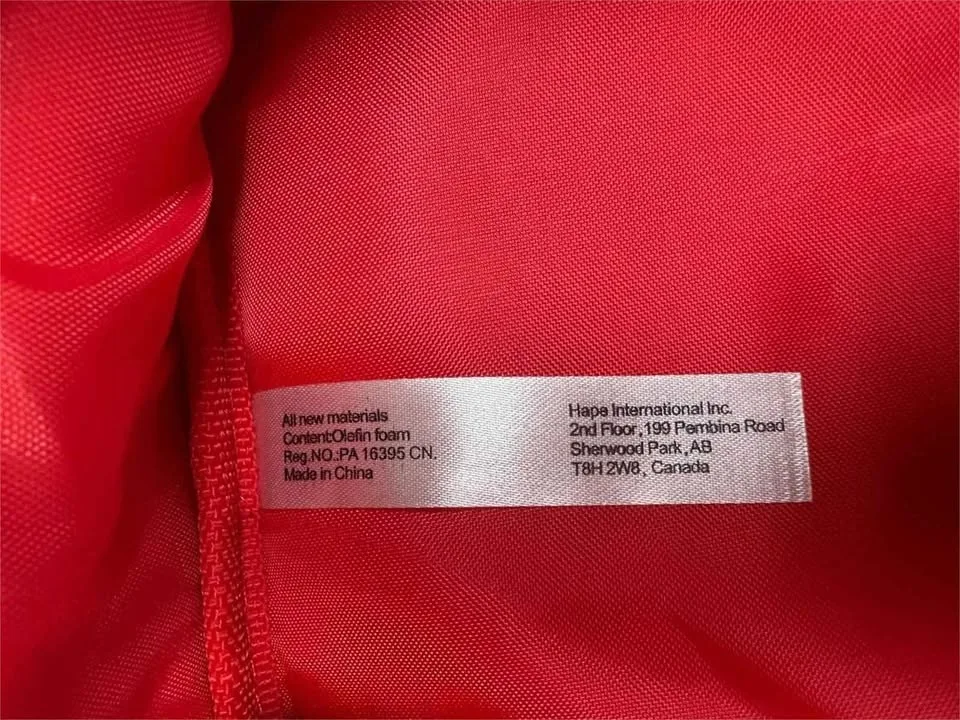 All new materials
Content:Olefin foam
Reg.NO.:PA 16395 CN.
Made in China
Hape International Inc.
2nd Floor, 199 Pembina Road
Sherwood Park, AB
T8H 2W8, Canada